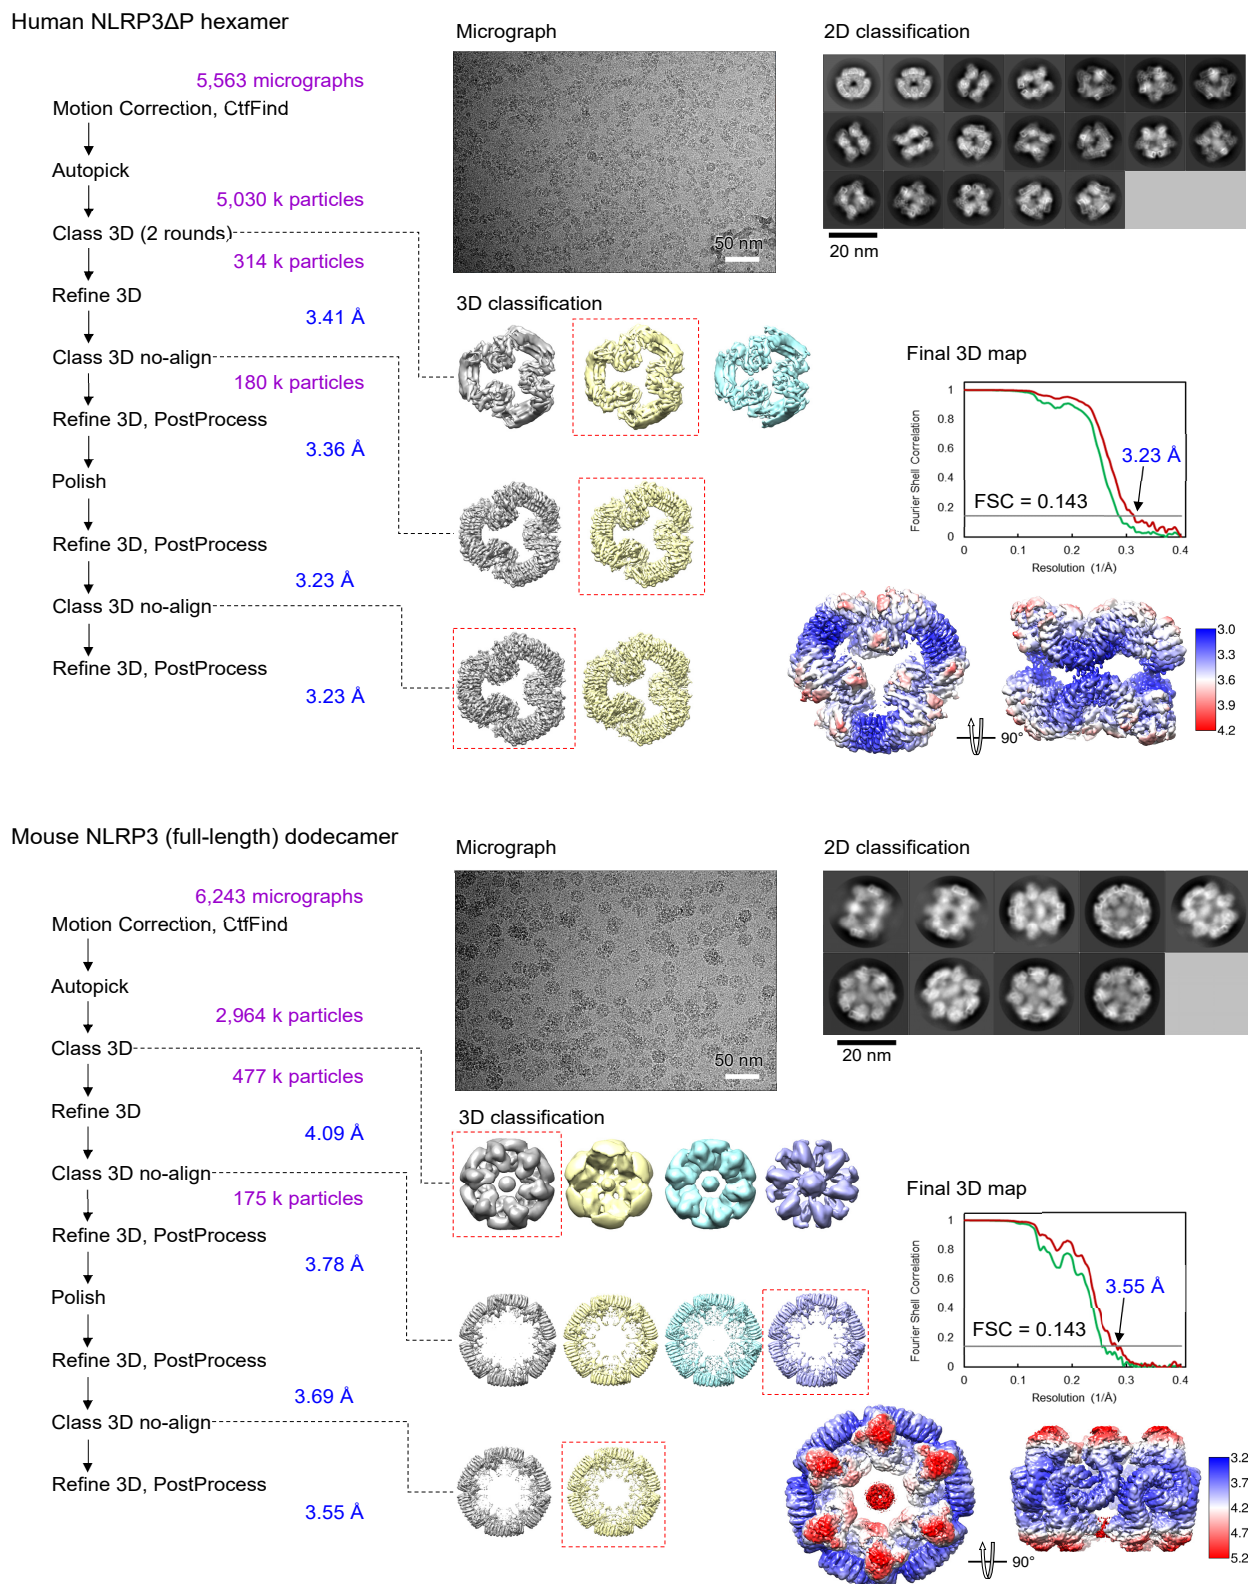 Human NLRP3ΔP hexamer
5,563 micrographs
Motion Correction, CtfFind
Autopick
5,030 k particles
Class 3D (2 rounds)
314 k particles
Refine 3D
3.41 Å
Class 3D no-align
180 k particles
Refine 3D, PostProcess
3.36 Å
Polish
Refine 3D, PostProcess
3.23 Å
Class 3D no-align
Refine 3D, PostProcess
3.23 Å
Micrograph
50 nm
2D classification
20 nm
3D classification
Final 3D map
Fourier Shell Correlation
1
0.8
0.6
0.4
0.2
0
3.23 Å
FSC = 0.143
0 0.1 0.2 0.3 0.4
Resolution (1/Å)
90°
3.0
3.3
3.6
3.9
4.2
Mouse NLRP3 (full-length) dodecamer
6,243 micrographs
Motion Correction, CtfFind
Autopick
2,964 k particles
Class 3D
477 k particles
Refine 3D
4.09 Å
Class 3D no-align
175 k particles
Refine 3D, PostProcess
3.78 Å
Polish
Refine 3D, PostProcess
3.69 Å
Class 3D no-align
Refine 3D, PostProcess
3.55 Å
Micrograph
50 nm
2D classification
20 nm
3D classification
Final 3D map
Fourier Shell Correlation
1
0.8
0.6
0.4
0.2
0
3.55 Å
FSC = 0.143
0 0.1 0.2 0.3 0.4
Resolution (1/Å)
90°
3.2
3.7
4.2
4.7
5.2